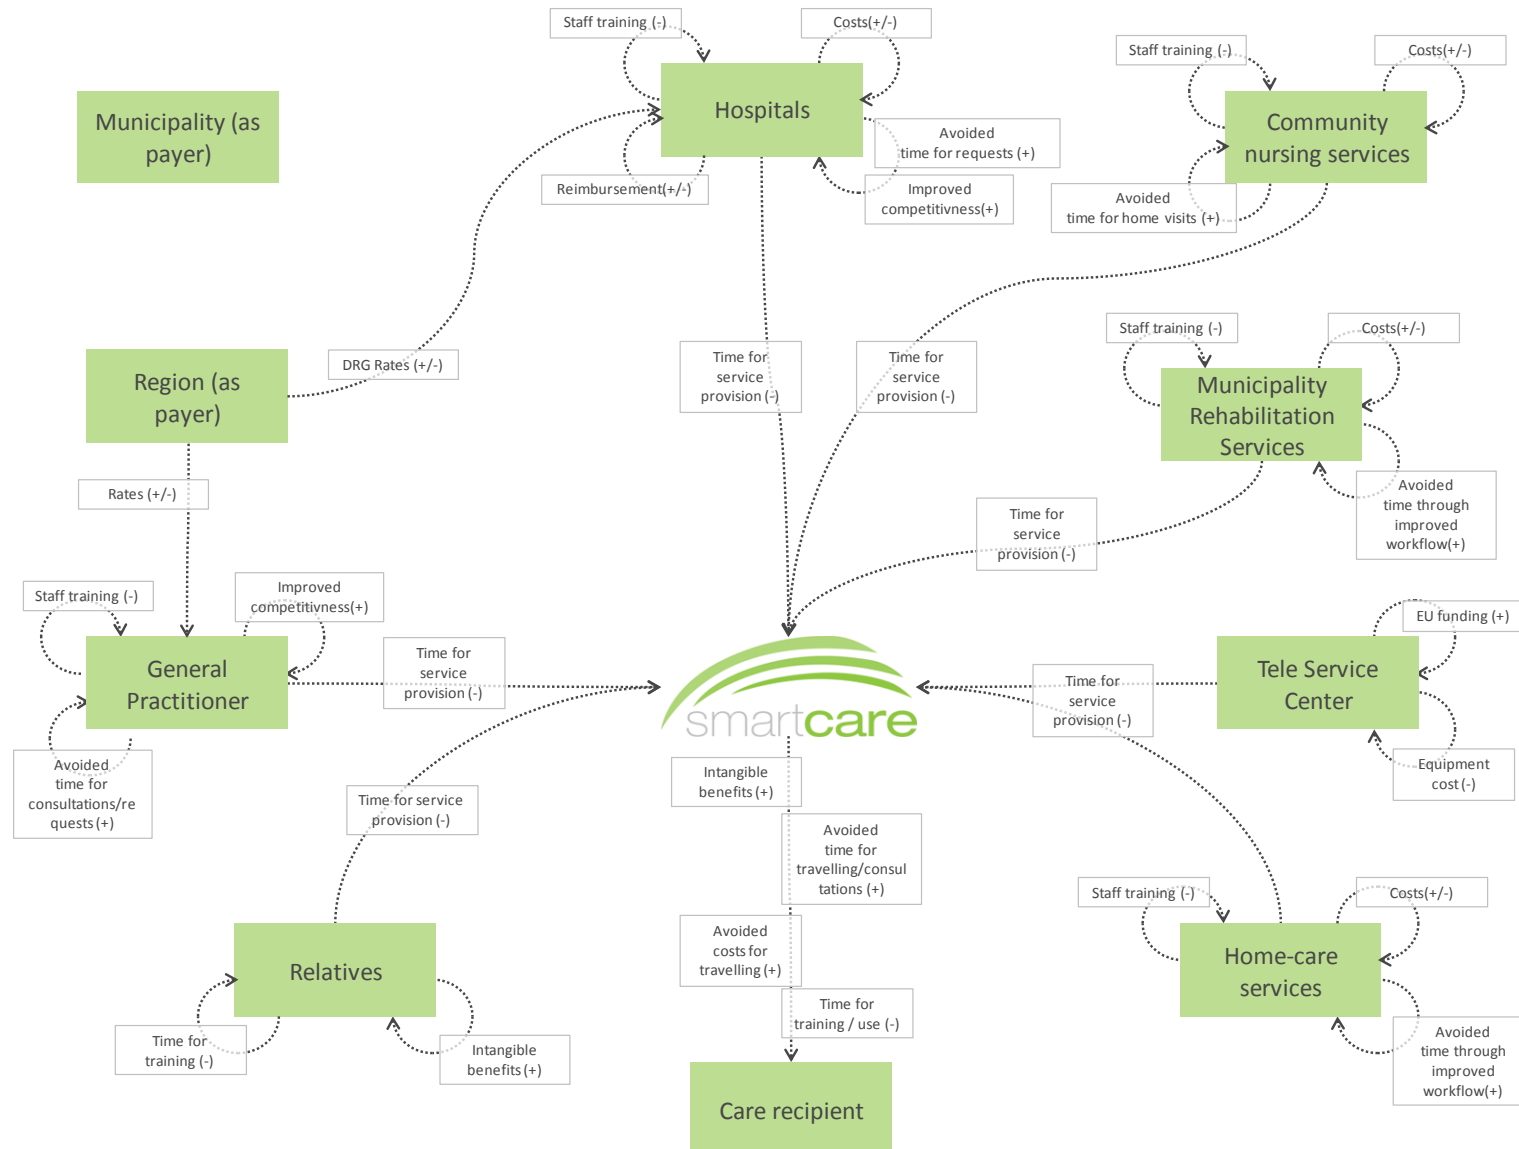 Staff training (-)
Costs(+/-)
Hospitals
Avoided
time for requests (+)
Improved
competitivness(+)
Reimbursement(+/-)
Staff training (-)
Costs(+/-)
Community
nursing services
Avoided
time for home visits (+)
Municipality (as
payer)
Region (as
payer)
DRG Rates (+/-)
Rates (+/-)
Time for
service
provision (-)
Time for
service
provision (-)
Staff training (-)
Costs(+/-)
Municipality
Rehabilitation
Services
Avoided
time through
improved
workflow(+)
Time for
service
provision (-)
Staff training (-)
Improved
competitivness(+)
General
Practitioner
Avoided
time for
consultations/re
quests (+)
Time for
service
provision (-)
smartcare
Time for
service
provision (-)
EU funding (+)
Tele Service
Center
Equipment
cost (-)
Time for service
provision (-)
Intangible
benefits (+)
Avoided
time for
travelling/consul
tations (+)
Avoided
costs for
travelling (+)
Time for
training / use (-)
Relatives
Time for
training (-)
Intangible
benefits (+)
Staff training (-)
Costs(+/-)
Home-care
services
Avoided
time through
improved
workflow(+)
Care recipient